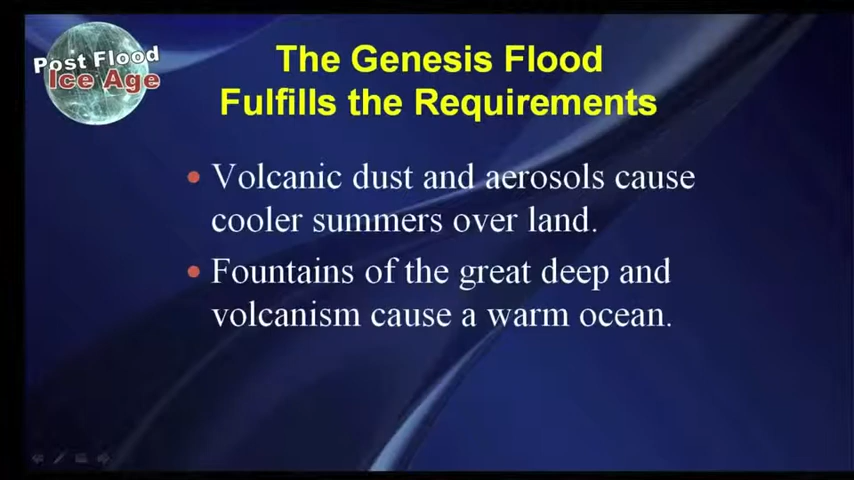 Post Flood
Ice Age
The Genesis Flood
Fulfills the Requirements
• Volcanic dust and aerosols cause
cooler summers over land.
• Fountains of the great deep and
volcanism cause a warm ocean.